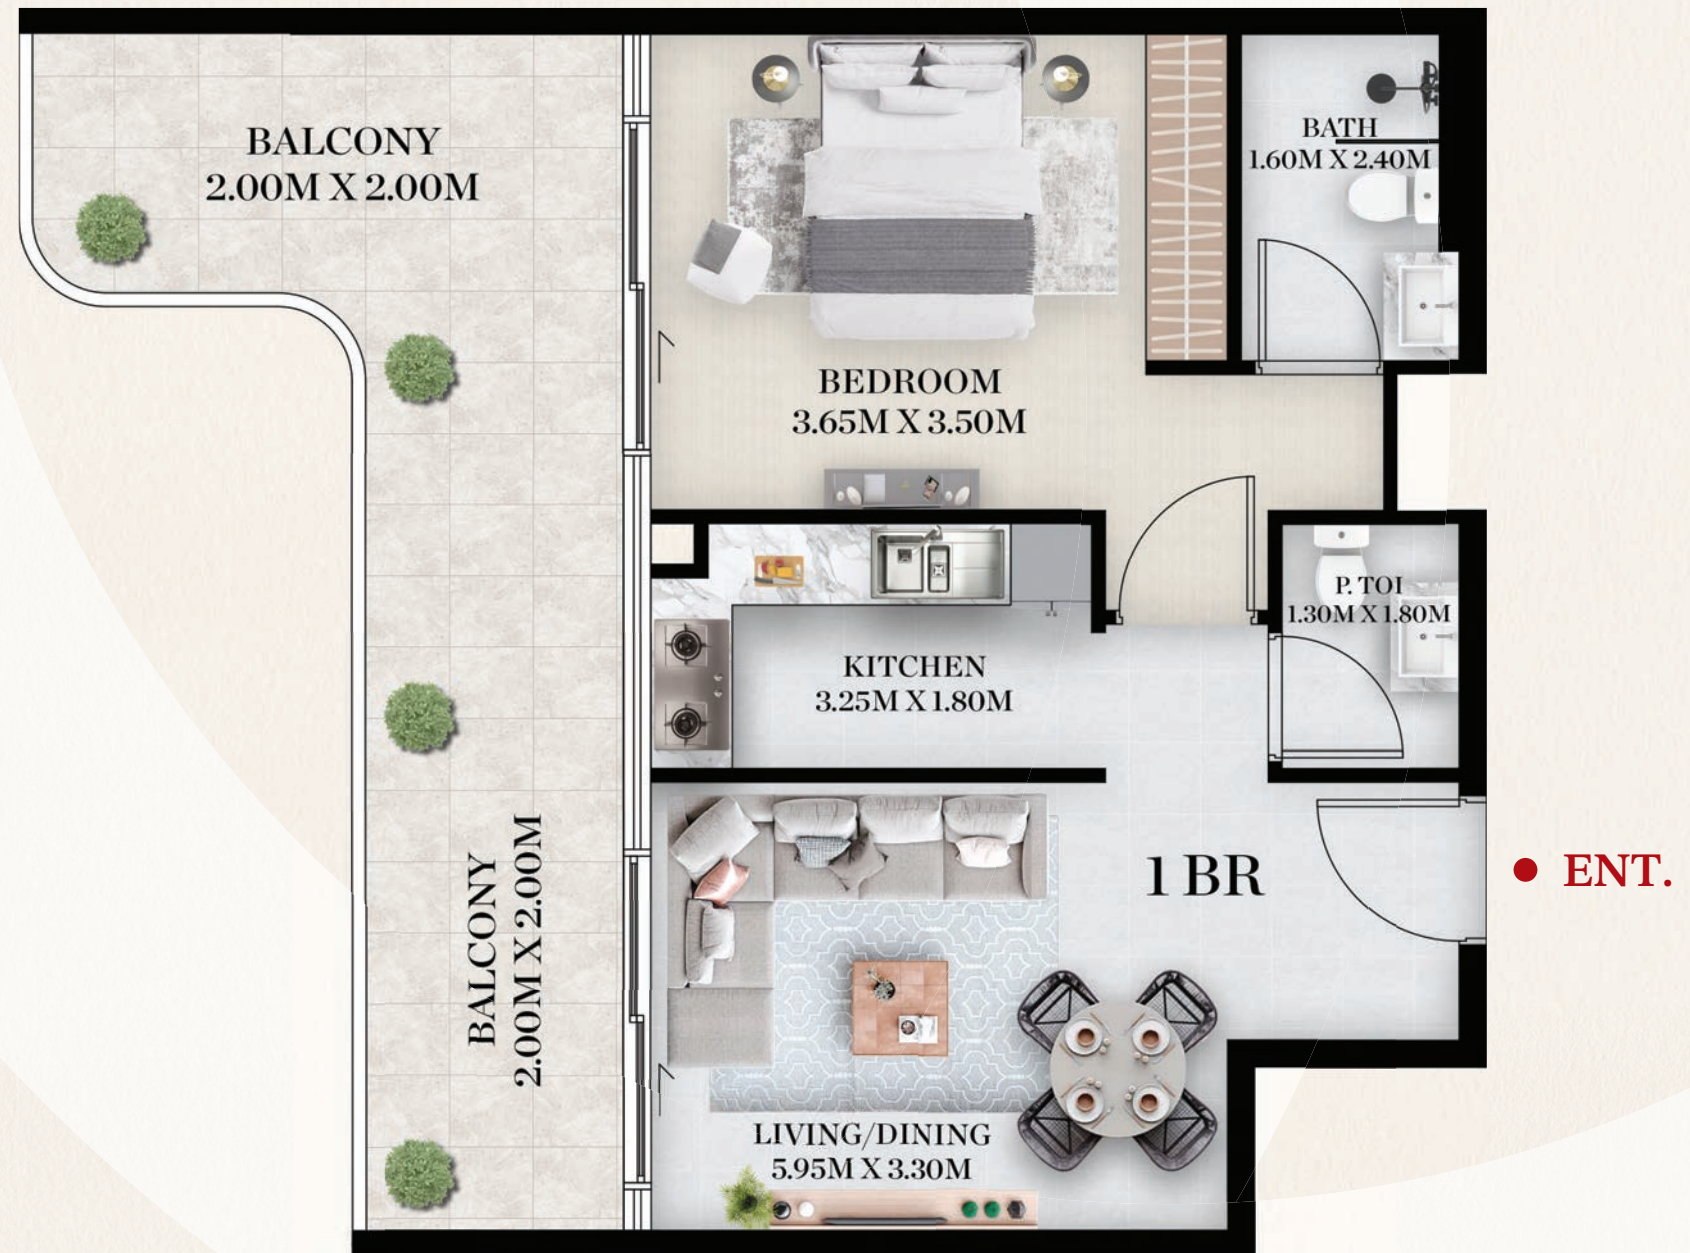 BALCONY
2.00M X 2.00M
BATH
1.60M X 2.40M
BEDROOM
3.65M X 3.50M
P. TOI
1.30M X 1.80M
KITCHEN
3.25M X 1.80M
1 BR
ENT.
BALCONY
2.00M X 2.00M
LIVING/DINING
5.95M X 3.30M